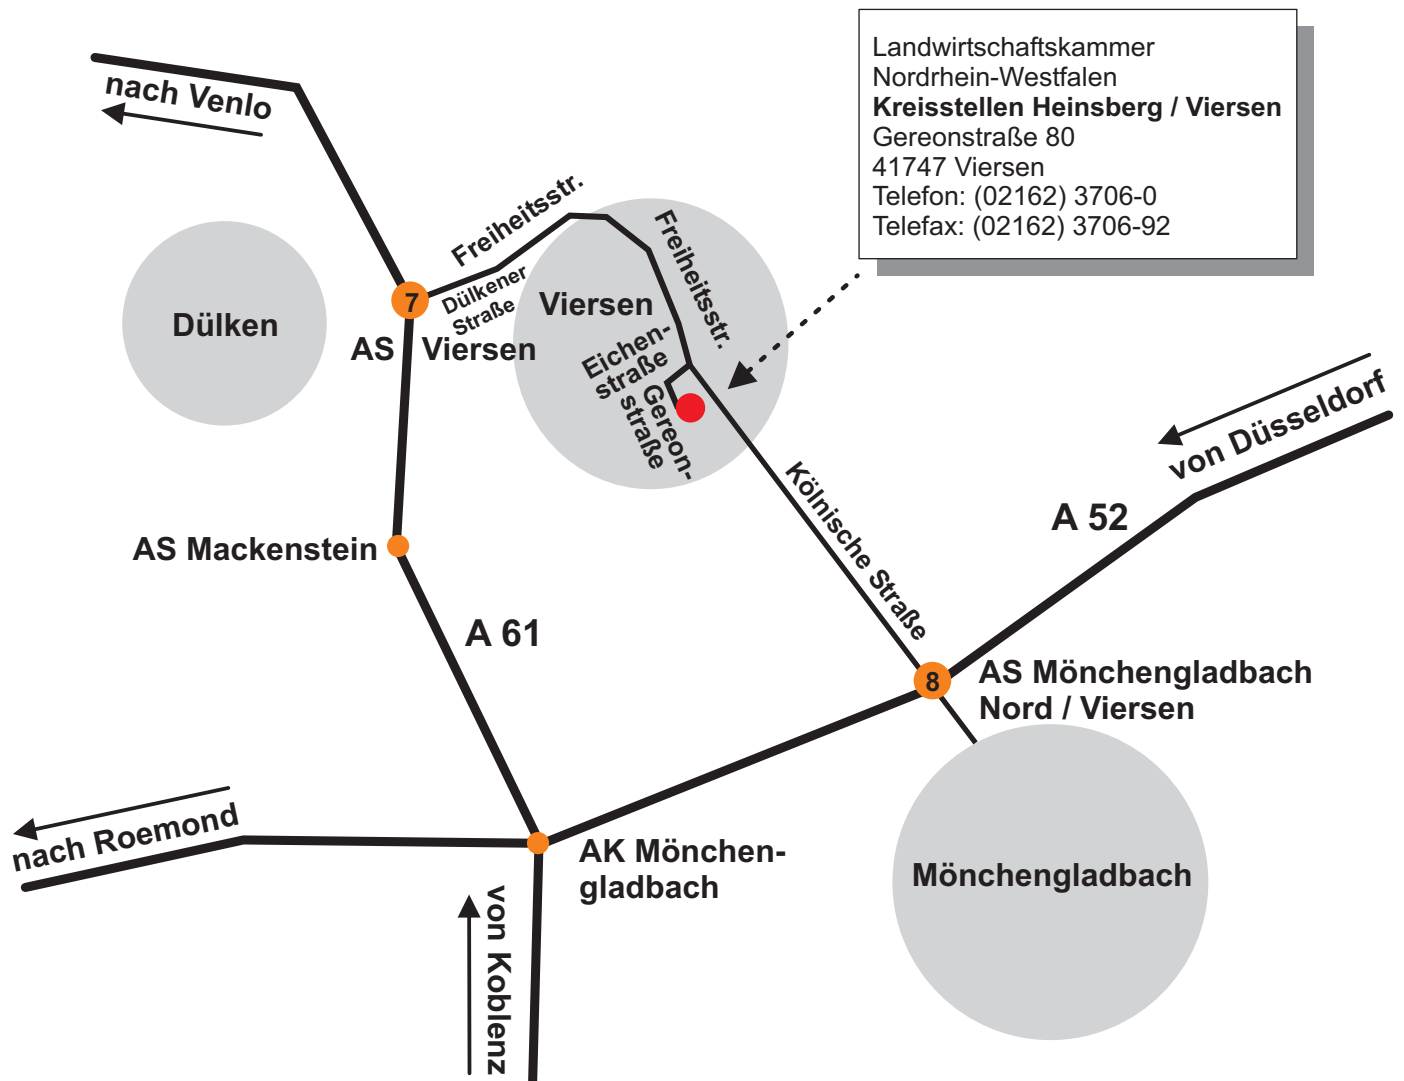 Landwirtschaftskammer
Nordrhein-Westfalen
Kreisstellen Heinsberg / Viersen
Gereonstraße 80
41747 Viersen
Telefon: (02162) 3706-0
Telefax: (02162) 3706-92
nach Venlo
Freiheitsstr.
Freiheitsstr.
Dülkener
Straße
7
AS Viersen
Dülken
Viersen
Eichen-
straße
Gereon-
straße
von Düsseldorf
A 52
Kölnische Straße
AS Mackenstein
A 61
8
AS Mönchengladbach
Nord / Viersen
nach Roemond
AK Mönchen-
gladbach
Mönchengladbach
von Koblenz